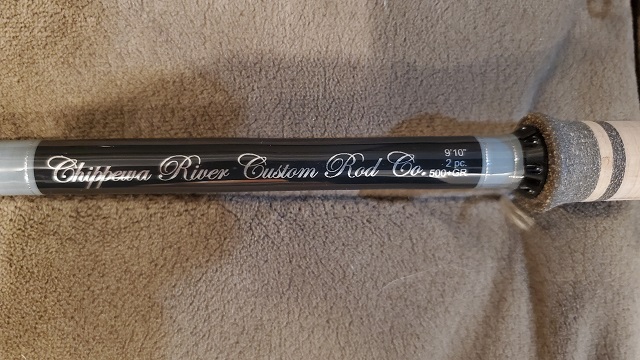 Chippewa River Custom Rod Co.
9'10"
2 pc.
500+GR